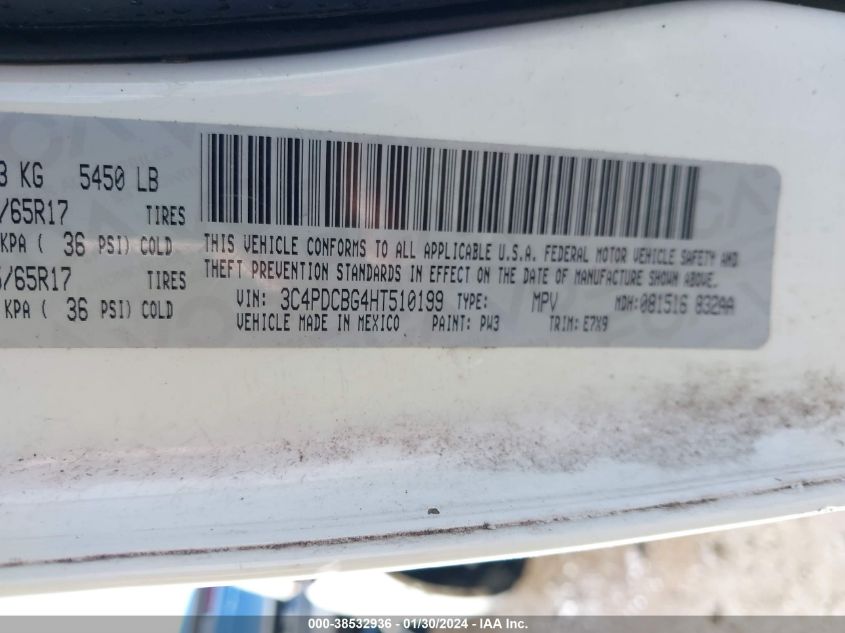 3 KG 5450 LB
/65R17 TIRES
KPA ( 36 PSI) COLD
/65R17 TIRES
KPA ( 36 PSI) COLD
THIS VEHICLE CONFORMS TO ALL APPLICABLE U.S.A. FEDERAL MOTOR VEHICLE SAFETY AND
THEFT PREVENTION STANDARDS IN EFFECT ON THE DATE OF MANUFACTURE SHOWN ABOVE.
VIN: 3C4PDCBG4HT510199 TYPE: MPV MDH: 081516 832AA
VEHICLE MADE IN MEXICO PAINT: PW3 TRIM: E7X9
000-38532936 - 01/30/2024 - IAA Inc.